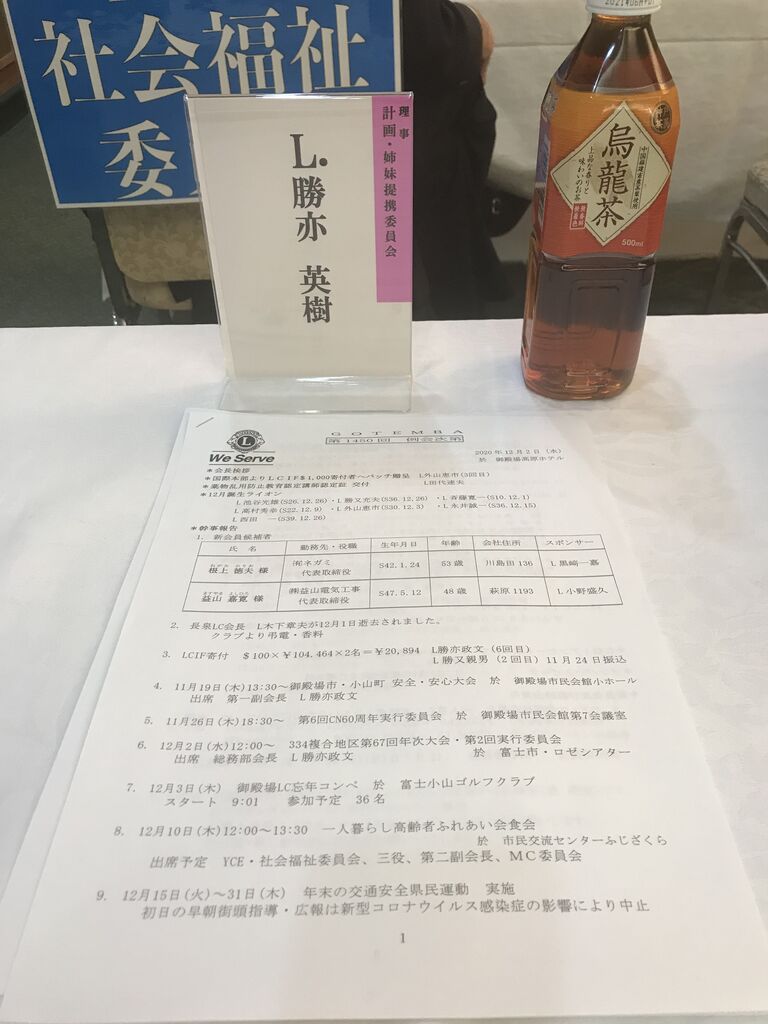 社会福祉
委
理事
計画・姉妹提携委員会
L.勝亦 英樹
烏龍茶
上品な香りと
味わいのお茶
500ml
We Serve
GOTEMBA
第1450回 例会次第
2020年12月2日(水)
於 御殿場高原ホテル
*会長挨拶
*国際本部よりLCIF$1,000寄付者へバッチ贈呈 L外山恵市(3回目)
*薬物乱用防止教育認定講師認定証 交付 L田代達夫
*12月誕生ライオン
・L池谷光雄(S26.12.26)・L勝又充夫(S36.12.26)・L斉藤寛一(S10.12.1)
・L高村秀幸(S22.12.9)・L外山恵市(S30.12.3)・L永井誠一(S36.12.15)
・L西田 一(S39.12.26)
*幹事報告
1. 新会員候補者
氏 名 勤務先・役職 生年月日 年齢 会社住所 スポンサー
根上 徳夫 様 ㈲ネガミ 代表取締役 S42.1.24 53歳 川島田136 L黒崎一嘉
益山 嘉寛 様 ㈱益山電気工事 代表取締役 S47.5.12 48歳 萩原1193 L小野盛久
2. 長泉LC会長 L木下章夫が12月1日逝去されました。
クラブより弔電・香料
3. LCIF寄付 $100×¥104.464×2名=¥20,894 L勝亦政文(6回目)
L勝又親男(2回目)11月24日振込
4. 11月19日(木)13:30~御殿場市・小山町 安全・安心大会 於 御殿場市民会館小ホール
出席 第一副会長 L勝亦政文
5. 11月26日(木)18:30~ 第6回CN60周年実行委員会 於 御殿場市民会館第7会議室
6. 12月2日(水)12:00~ 334複合地区第67回年次大会・第2回実行委員会
出席 総務部会長 L勝亦政文 於 富士市・ロゼシアター
7. 12月3日(木) 御殿場LC忘年コンペ 於 富士小山ゴルフクラブ
スタート 9:01 参加予定 36名
8. 12月10日(木)12:00~13:30 一人暮らし高齢者ふれあい会食会
於 市民交流センターふじざくら
出席予定 YCE・社会福祉委員会、三役、第二副会長、MC委員会
9. 12月15日(火)~31日(木) 年末の交通安全県民運動 実施
初日の早朝街頭指導・広報は新型コロナウイルス感染症の影響により中止
1